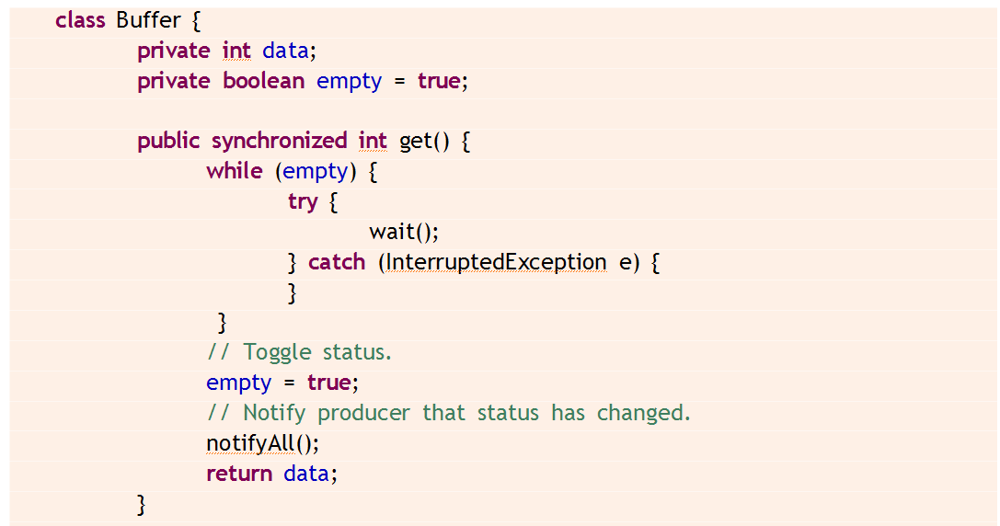 class Buffer {
private int data;
private boolean empty = true;
public synchronized int get() {
while (empty) {
try {
wait();
} catch (InterruptedException e) {
}
}
// Toggle status.
empty = true;
// Notify producer that status has changed.
notifyAll();
return data;
}